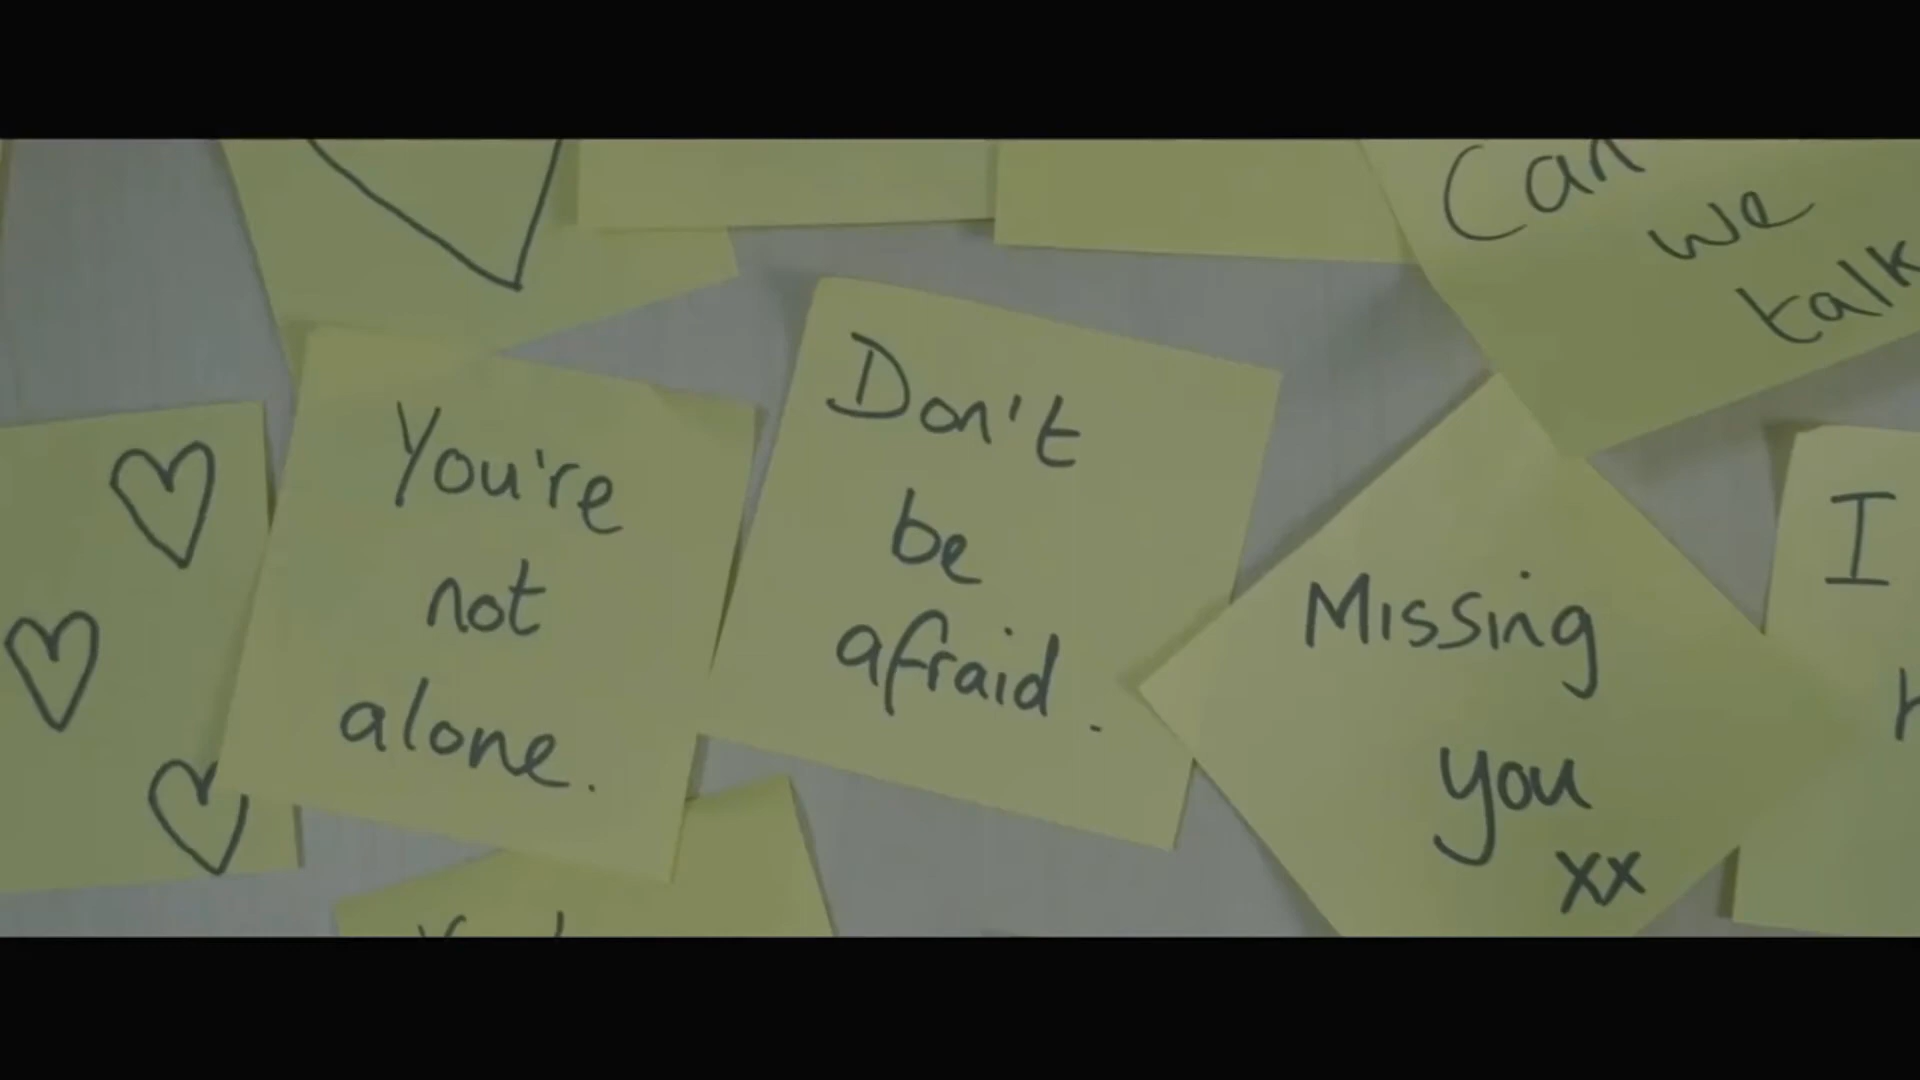 Can
we
talk
You're
not
alone.
Don't
be
afraid.
Missing
you
xx
I